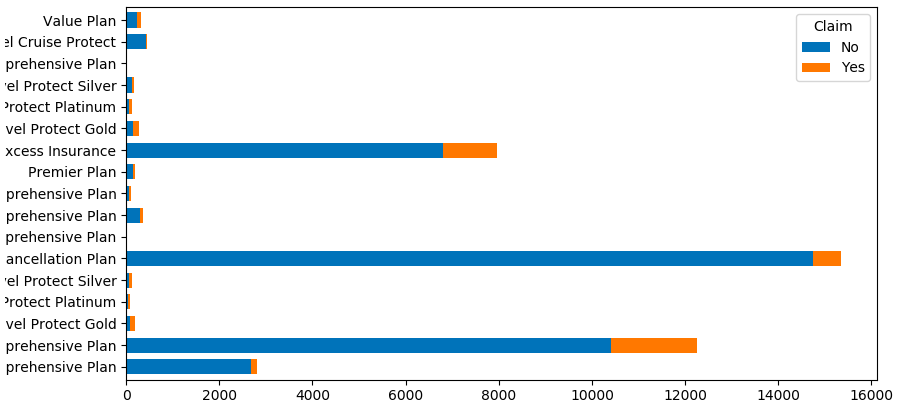 Value Plan
el Cruise Protect
prehensive Plan
vel Protect Silver
Protect Platinum
vel Protect Gold
xcess Insurance
Premier Plan
prehensive Plan
prehensive Plan
prehensive Plan
ancellation Plan
vel Protect Silver
Protect Platinum
vel Protect Gold
prehensive Plan
prehensive Plan
Claim
No
Yes
0 2000 4000 6000 8000 10000 12000 14000 16000